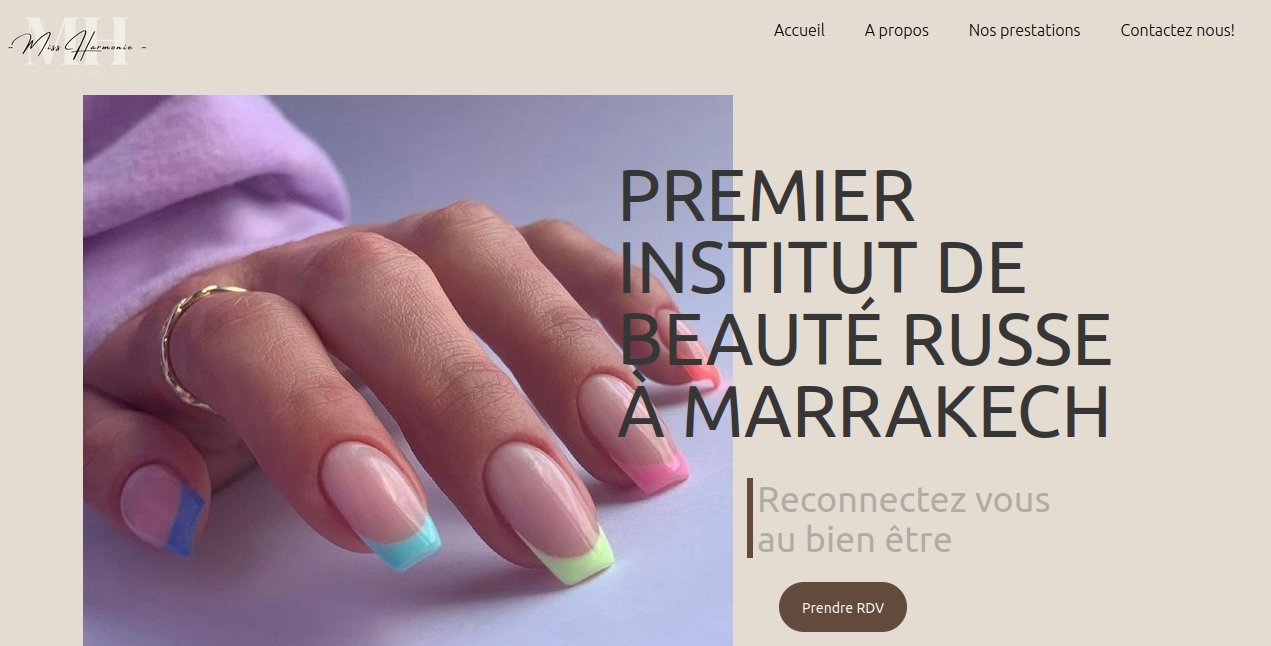 MH
- Miss Harmonie -
Accueil
A propos
Nos prestations
Contactez nous!
PREMIER
INSTITUT DE
BEAUTÉ RUSSE
À MARRAKECH
Reconnectez vous
au bien être
Prendre RDV